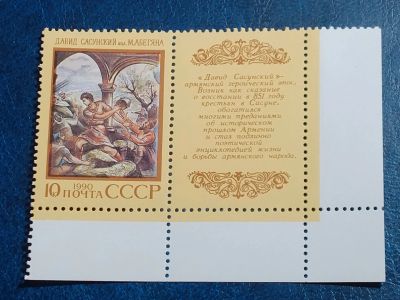 ДАВИД САСУНСКИЙ илл. М.АБЕГЯНА
10 1990 ПОЧТА СССР
«Давид Сасунский» –
армянский героический эпос.
Возник как сказание
о восстании в 851 году
крестьян в Сасуне,
обогатился
многими преданиями
об историческом
прошлом Армении
и стал подлинно
поэтической
энциклопедией жизни
и борьбы армянского народа.